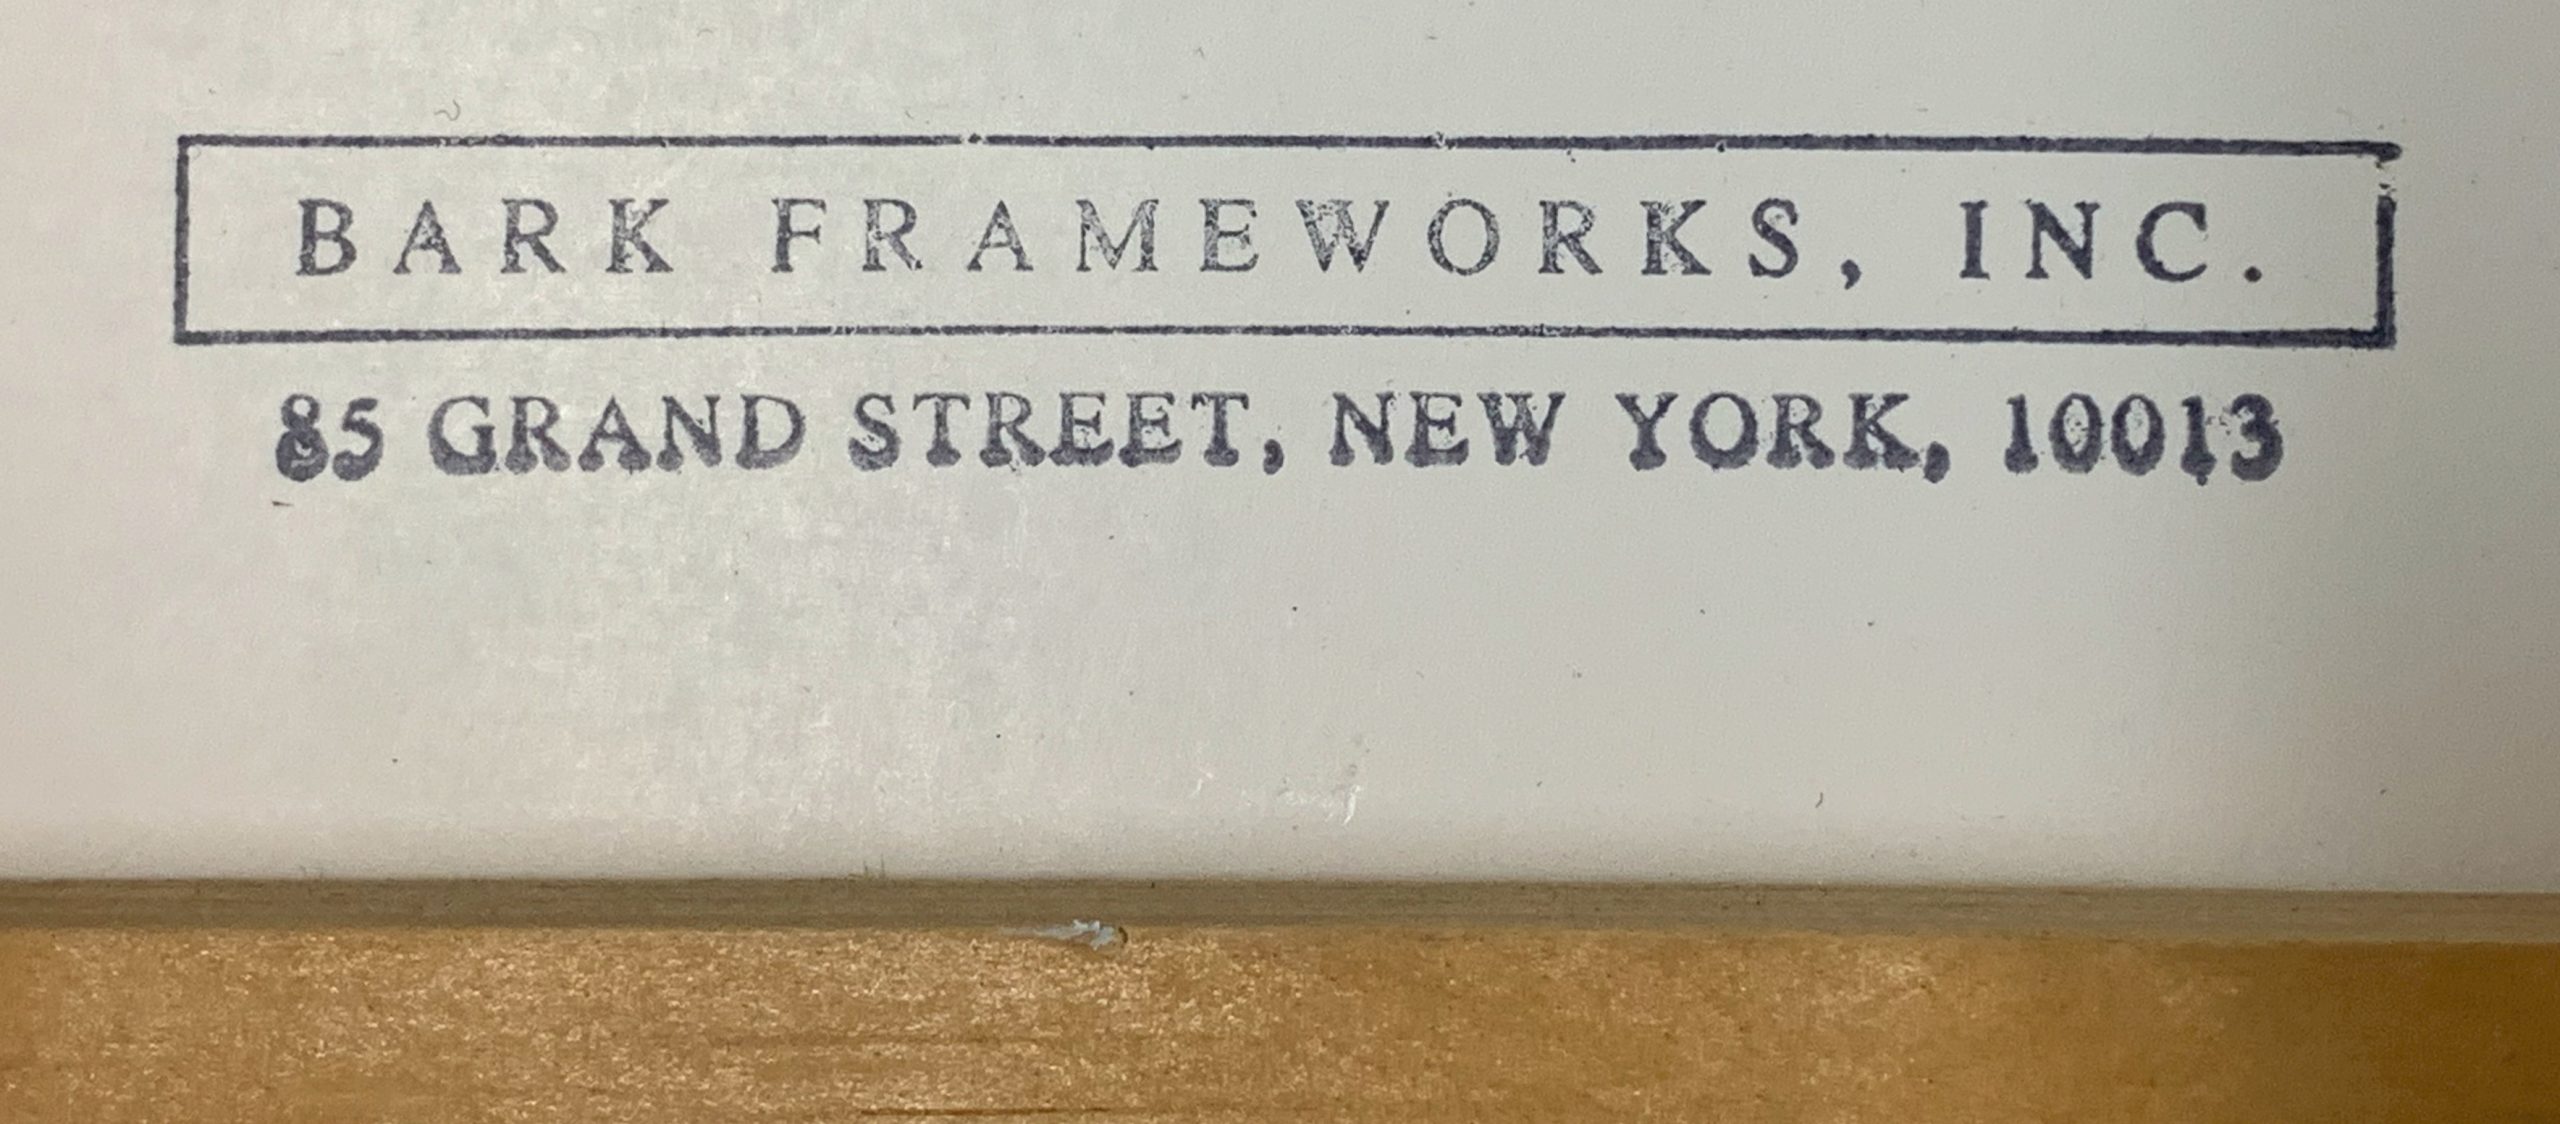 BARK FRAMEWORKS, INC.
85 GRAND STREET, NEW YORK, 10013